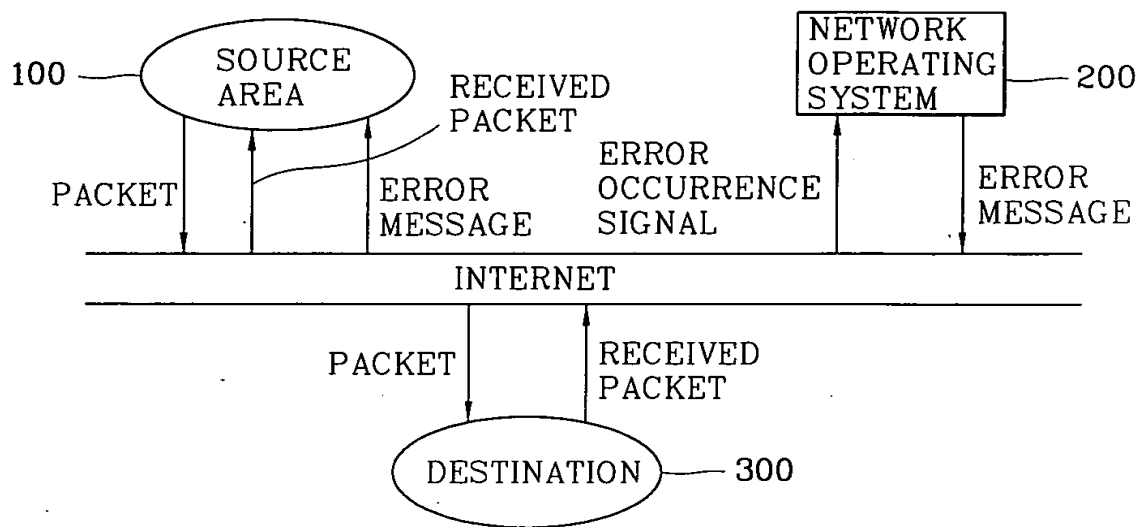 100
SOURCE
AREA
RECEIVED
PACKET
NETWORK
OPERATING
SYSTEM
200
PACKET
ERROR
MESSAGE
ERROR
OCCURRENCE
SIGNAL
ERROR
MESSAGE
INTERNET
PACKET
RECEIVED
PACKET
DESTINATION
300